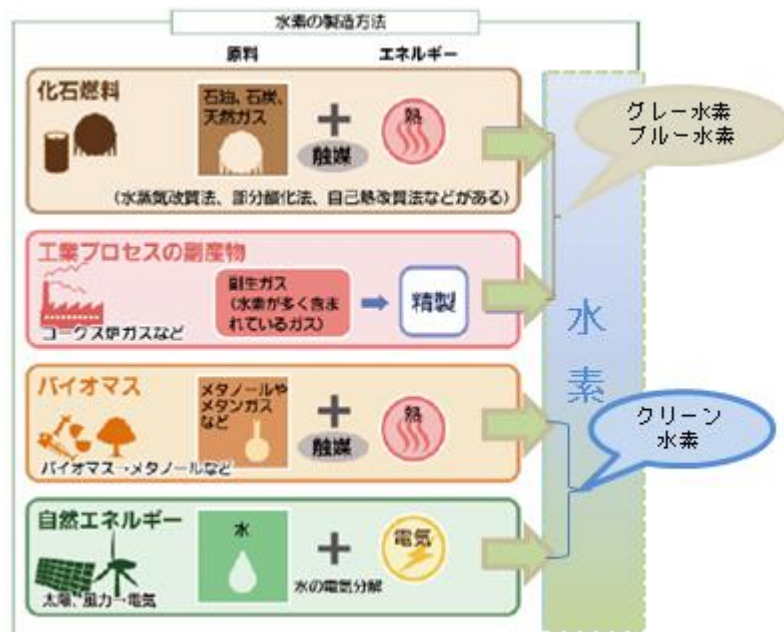 水素の製造方法
原料
エネルギー
化石燃料
石油、石炭、
天然ガス
+
触媒
熱
(水蒸気改質法、部分酸化法、自己熱改質法などがある)
工業プロセスの副産物
副生ガス
(水素が多く含ま
れているガス)
精製
コークス炉ガスなど
バイオマス
メタノールや
メタンガス
など
+
触媒
熱
バイオマス→メタノールなど
自然エネルギー
水
+
電気
水の電気分解
太陽、風力→電気
水
素
グレー水素
ブルー水素
クリーン
水素